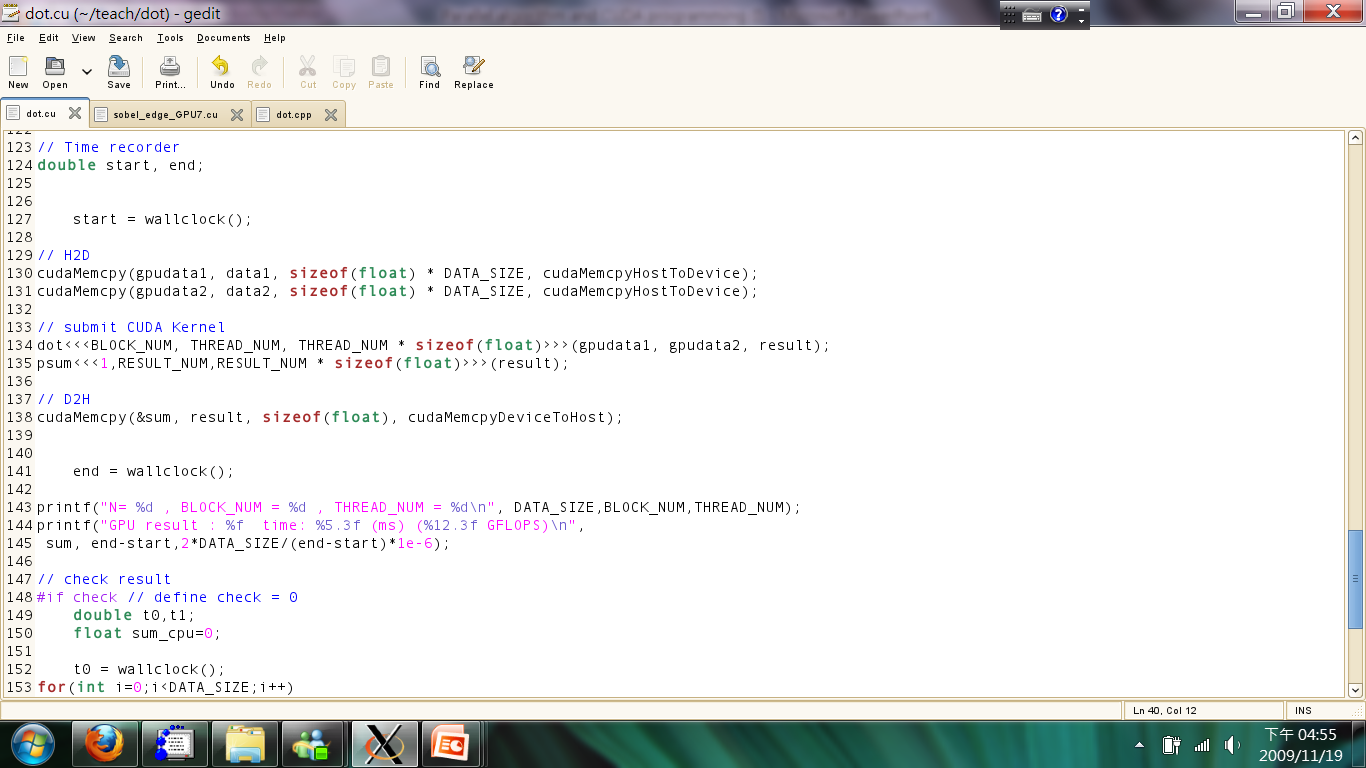 dot.cu (~/teach/dot) - gedit
File Edit View Search Tools Documents Help
New Open Save Print... Undo Redo Cut Copy Paste Find Replace
dot.cu sobel_edge_GPU7.cu dot.cpp
122
123 // Time recorder
124 double start, end;
125
126
127 start = wallclock();
128
129 // H2D
130 cudaMemcpy(gpudata1, data1, sizeof(float) * DATA_SIZE, cudaMemcpyHostToDevice);
131 cudaMemcpy(gpudata2, data2, sizeof(float) * DATA_SIZE, cudaMemcpyHostToDevice);
132
133 // submit CUDA Kernel
134 dot<<<BLOCK_NUM, THREAD_NUM, THREAD_NUM * sizeof(float)>>>(gpudata1, gpudata2, result);
135 psum<<<1,RESULT_NUM,RESULT_NUM * sizeof(float)>>>(result);
136
137 // D2H
138 cudaMemcpy(&sum, result, sizeof(float), cudaMemcpyDeviceToHost);
139
140
141 end = wallclock();
142
143 printf("N= %d , BLOCK_NUM = %d , THREAD_NUM = %d\n", DATA_SIZE,BLOCK_NUM,THREAD_NUM);
144 printf("GPU result : %f  time: %5.3f (ms) (%12.3f GFLOPS)\n",
145 sum, end-start,2*DATA_SIZE/(end-start)*1e-6);
146
147 // check result
148 #if check // define check = 0
149 double t0,t1;
150 float sum_cpu=0;
151
152 t0 = wallclock();
153 for(int i=0;i<DATA_SIZE;i++)
Ln 40, Col 12 INS
下午 04:55
2009/11/19